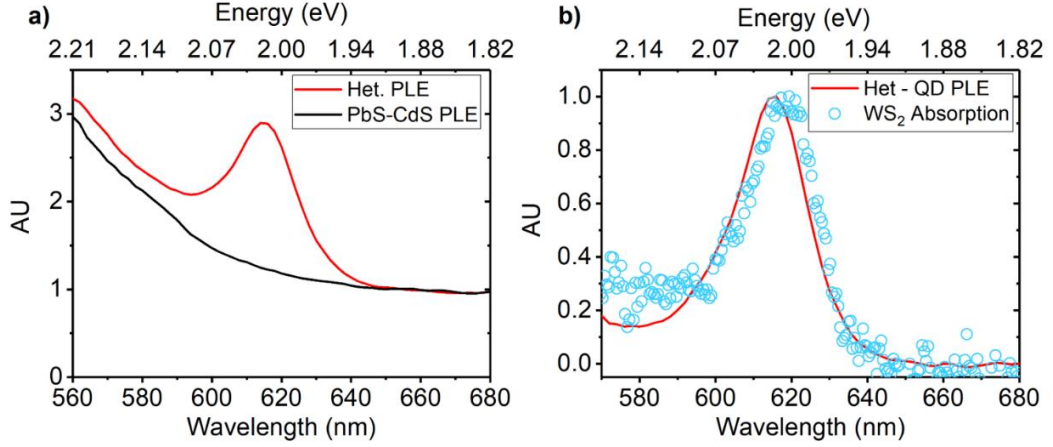 a)
Energy (eV)
2.21 2.14 2.07 2.00 1.94 1.88 1.82
3
2
1
0
AU
Het. PLE
PbS-CdS PLE
560 580 600 620 640 660 680
Wavelength (nm)
b)
Energy (eV)
2.14 2.07 2.00 1.94 1.88 1.82
1.0
0.8
0.6
0.4
0.2
0.0
AU
Het - QD PLE
WS₂ Absorption
580 600 620 640 660 680
Wavelength (nm)